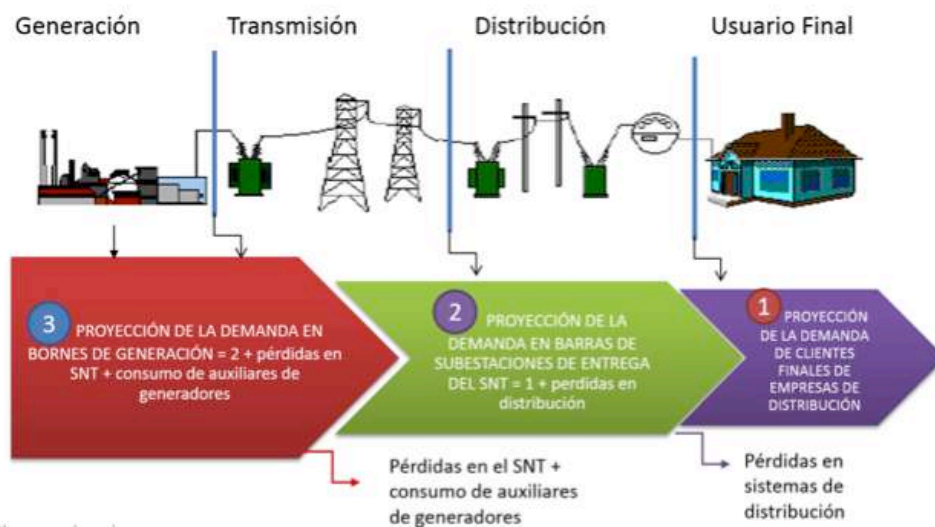 Generación
Transmisión
Distribución
Usuario Final
3 PROYECCIÓN DE LA DEMANDA EN
BORNES DE GENERACIÓN = 2 + pérdidas en
SNT + consumo de auxiliares de
generadores
2 PROYECCIÓN DE LA
DEMANDA EN BARRAS DE
SUBESTACIONES DE ENTREGA
DEL SNT = 1 + perdidas en
distribución
1 PROYECCIÓN
DE LA DEMANDA
DE CLIENTES
FINALES DE
EMPRESAS DE
DISTRIBUCIÓN
Pérdidas en el SNT +
consumo de auxiliares
de generadores
Pérdidas en
sistemas de
distribución